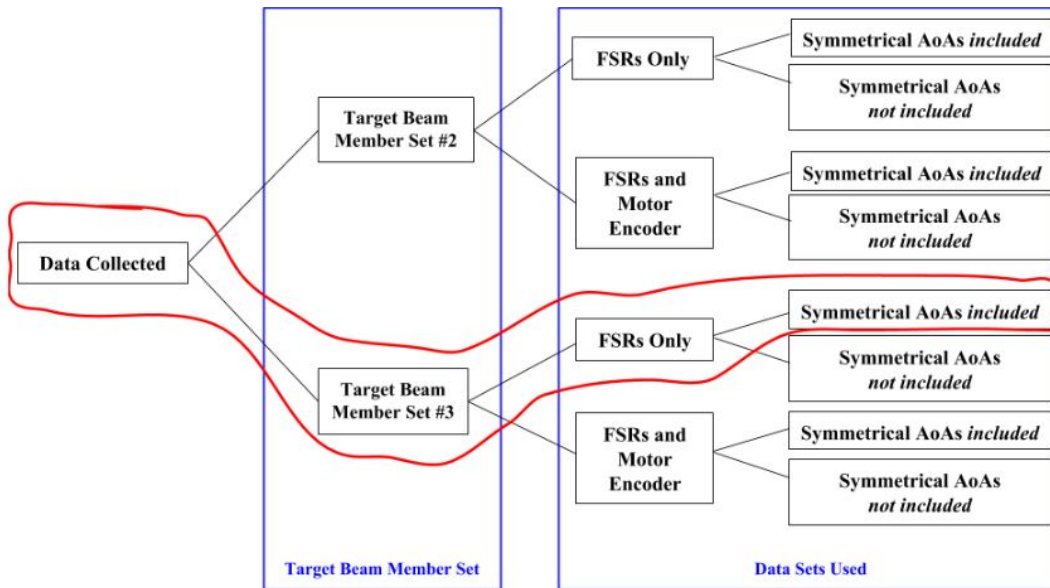 Symmetrical AoAs included
FSRs Only
Symmetrical AoAs
not included
Target Beam
Member Set #2
FSRs and
Motor
Encoder
Symmetrical AoAs included
Symmetrical AoAs
not included
Data Collected
Symmetrical AoAs included
FSRs Only
Symmetrical AoAs
not included
Target Beam
Member Set #3
FSRs and
Motor
Encoder
Symmetrical AoAs included
Symmetrical AoAs
not included
Target Beam Member Set
Data Sets Used